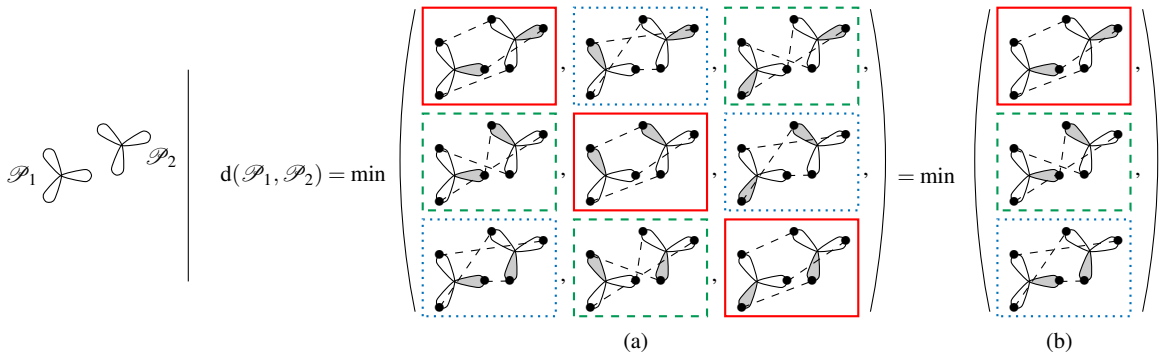 𝒫₁ 𝒫₂ d(𝒫₁, 𝒫₂) = min ( , , , , , , , , ) = min ( , , )
(a) (b)